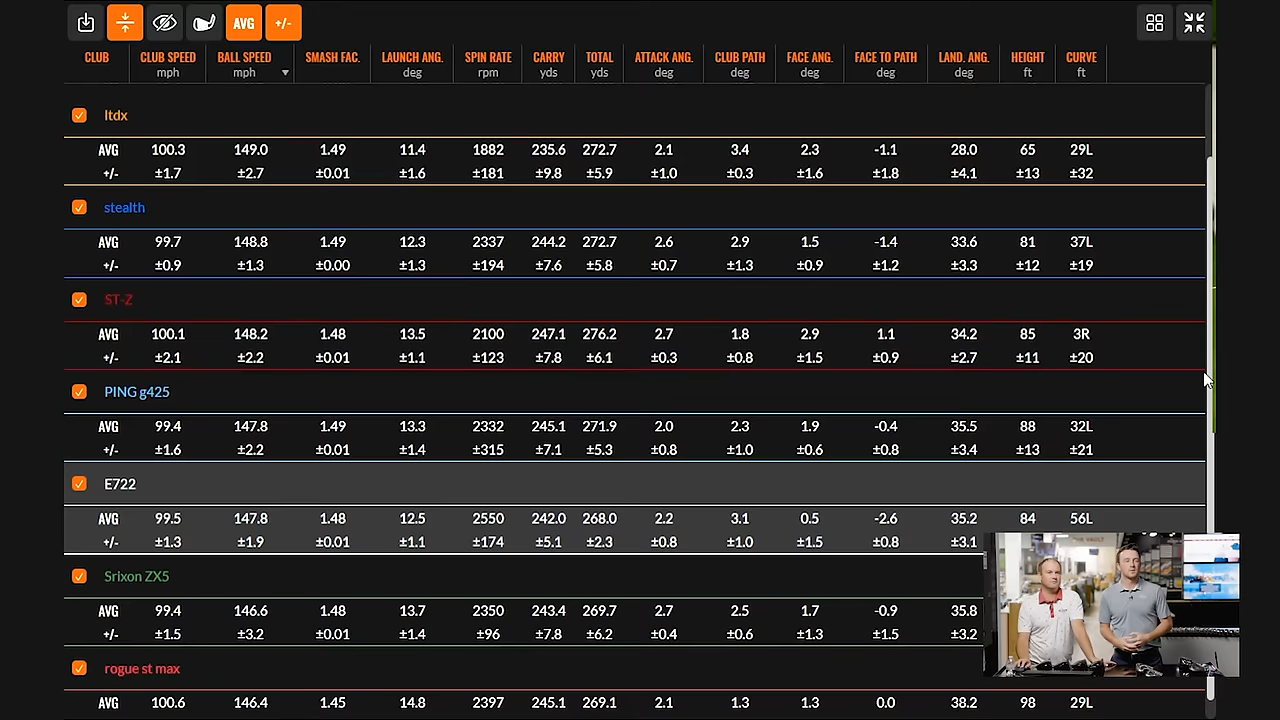 AVG +/-
CLUB CLUB SPEED BALL SPEED SMASH FAC. LAUNCH ANG. SPIN RATE CARRY TOTAL ATTACK ANG. CLUB PATH FACE ANG. FACE TO PATH LAND. ANG. HEIGHT CURVE
mph mph deg rpm yds yds deg deg deg deg deg ft ft
ltdx
AVG 100.3 149.0 1.49 11.4 1882 235.6 272.7 2.1 3.4 2.3 -1.1 28.0 65 29L
+/- ±1.7 ±2.7 ±0.01 ±1.6 ±181 ±9.8 ±5.9 ±1.0 ±0.3 ±1.6 ±1.8 ±4.1 ±13 ±32
stealth
AVG 99.7 148.8 1.49 12.3 2337 244.2 272.7 2.6 2.9 1.5 -1.4 33.6 81 37L
+/- ±0.9 ±1.3 ±0.00 ±1.3 ±194 ±7.6 ±5.8 ±0.7 ±1.3 ±0.9 ±1.2 ±3.3 ±12 ±19
ST-Z
AVG 100.1 148.2 1.48 13.5 2100 247.1 276.2 2.7 1.8 2.9 1.1 34.2 85 3R
+/- ±2.1 ±2.2 ±0.01 ±1.1 ±123 ±7.8 ±6.1 ±0.3 ±0.8 ±1.5 ±0.9 ±2.7 ±11 ±20
PING g425
AVG 99.4 147.8 1.49 13.3 2332 245.1 271.9 2.0 2.3 1.9 -0.4 35.5 88 32L
+/- ±1.6 ±2.2 ±0.01 ±1.4 ±315 ±7.1 ±5.3 ±0.8 ±1.0 ±0.6 ±0.8 ±3.4 ±13 ±21
E722
AVG 99.5 147.8 1.48 12.5 2550 242.0 268.0 2.2 3.1 0.5 -2.6 35.2 84 56L
+/- ±1.3 ±1.9 ±0.01 ±1.1 ±174 ±5.1 ±2.3 ±0.8 ±1.0 ±1.5 ±0.8 ±3.1
Srixon ZX5
AVG 99.4 146.6 1.48 13.7 2350 243.4 269.7 2.7 2.5 1.7 -0.9 35.8
+/- ±1.5 ±3.2 ±0.01 ±1.4 ±96 ±7.8 ±6.2 ±0.4 ±0.6 ±1.3 ±1.5 ±3.2
rogue st max
AVG 100.6 146.4 1.45 14.8 2397 245.1 269.1 2.1 1.3 1.3 0.0 38.2 98 29L